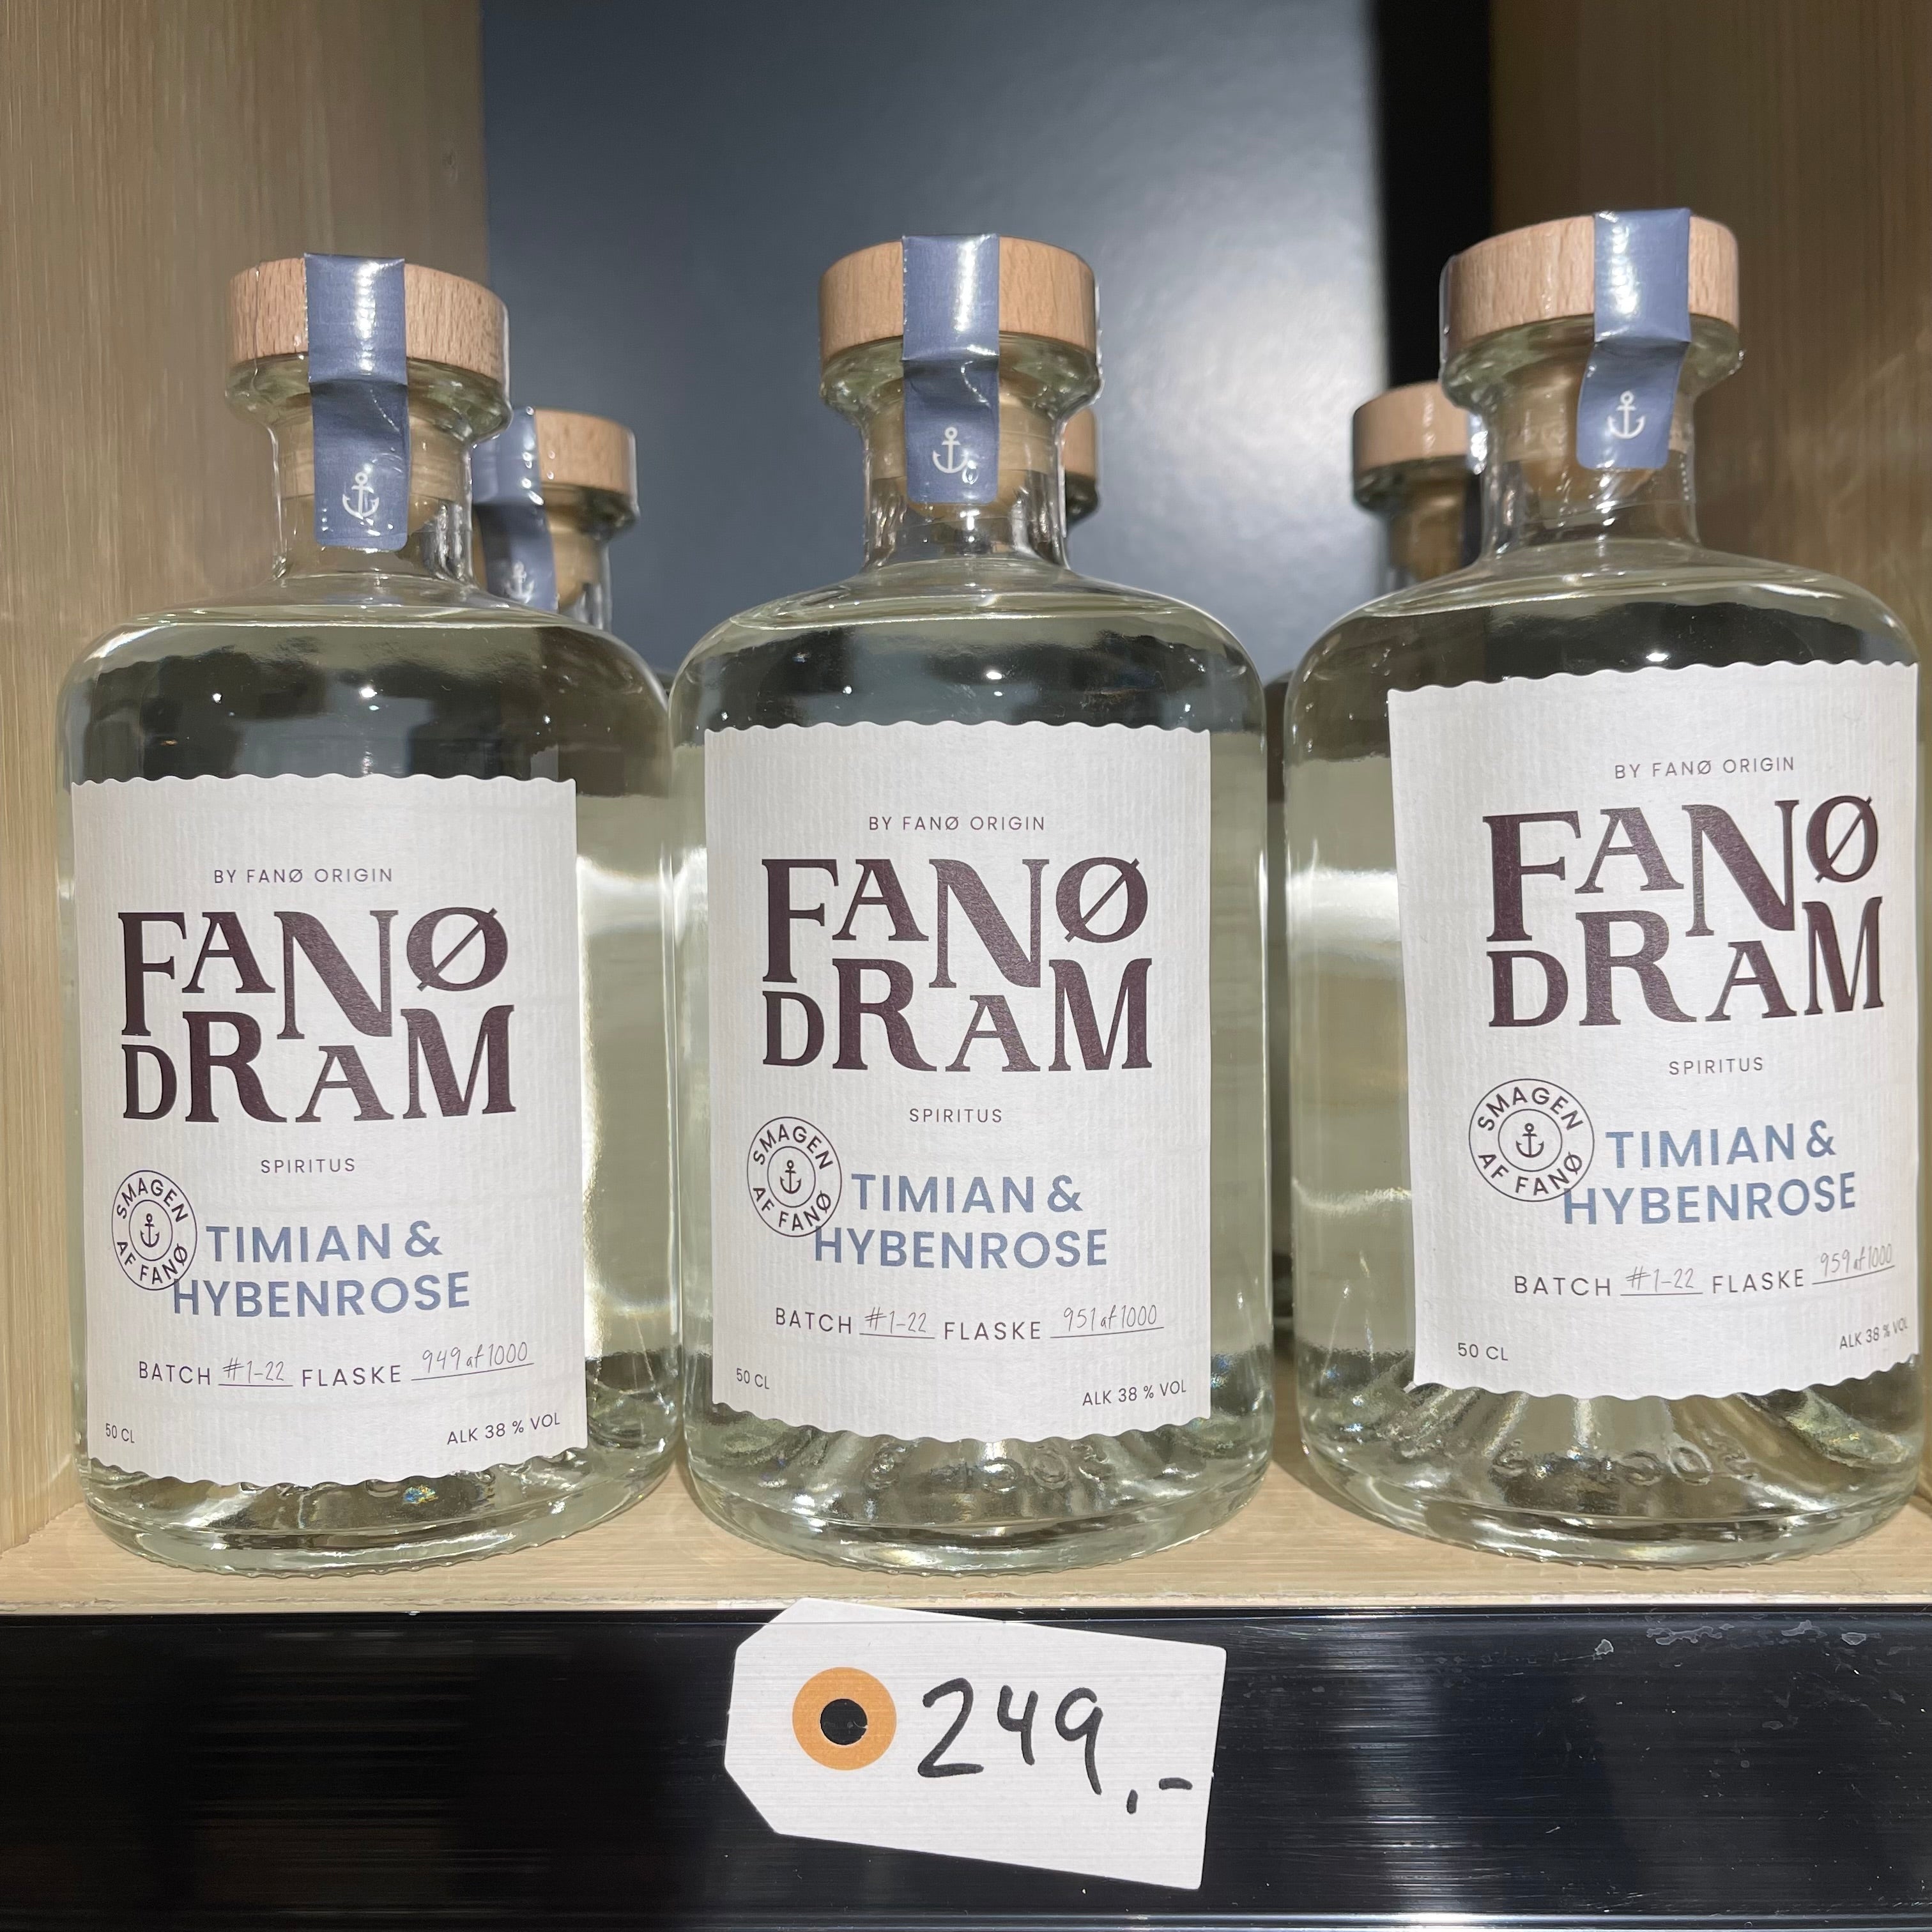 BY FANØ ORIGIN
FANØ
DRAM
SPIRITUS
SMAGEN AF FANØ
TIMIAN &
HYBENROSE
BATCH #1-22 FLASKE 949 af 1000
50 CL ALK 38 % VOL
BY FANØ ORIGIN
FANØ
DRAM
SPIRITUS
SMAGEN AF FANØ
TIMIAN &
HYBENROSE
BATCH #1-22 FLASKE 951 af 1000
50 CL ALK 38 % VOL
BY FANØ ORIGIN
FANØ
DRAM
SPIRITUS
SMAGEN AF FANØ
TIMIAN &
HYBENROSE
BATCH #1-22 FLASKE 959 af 1000
50 CL ALK 38 % VOL
249,-